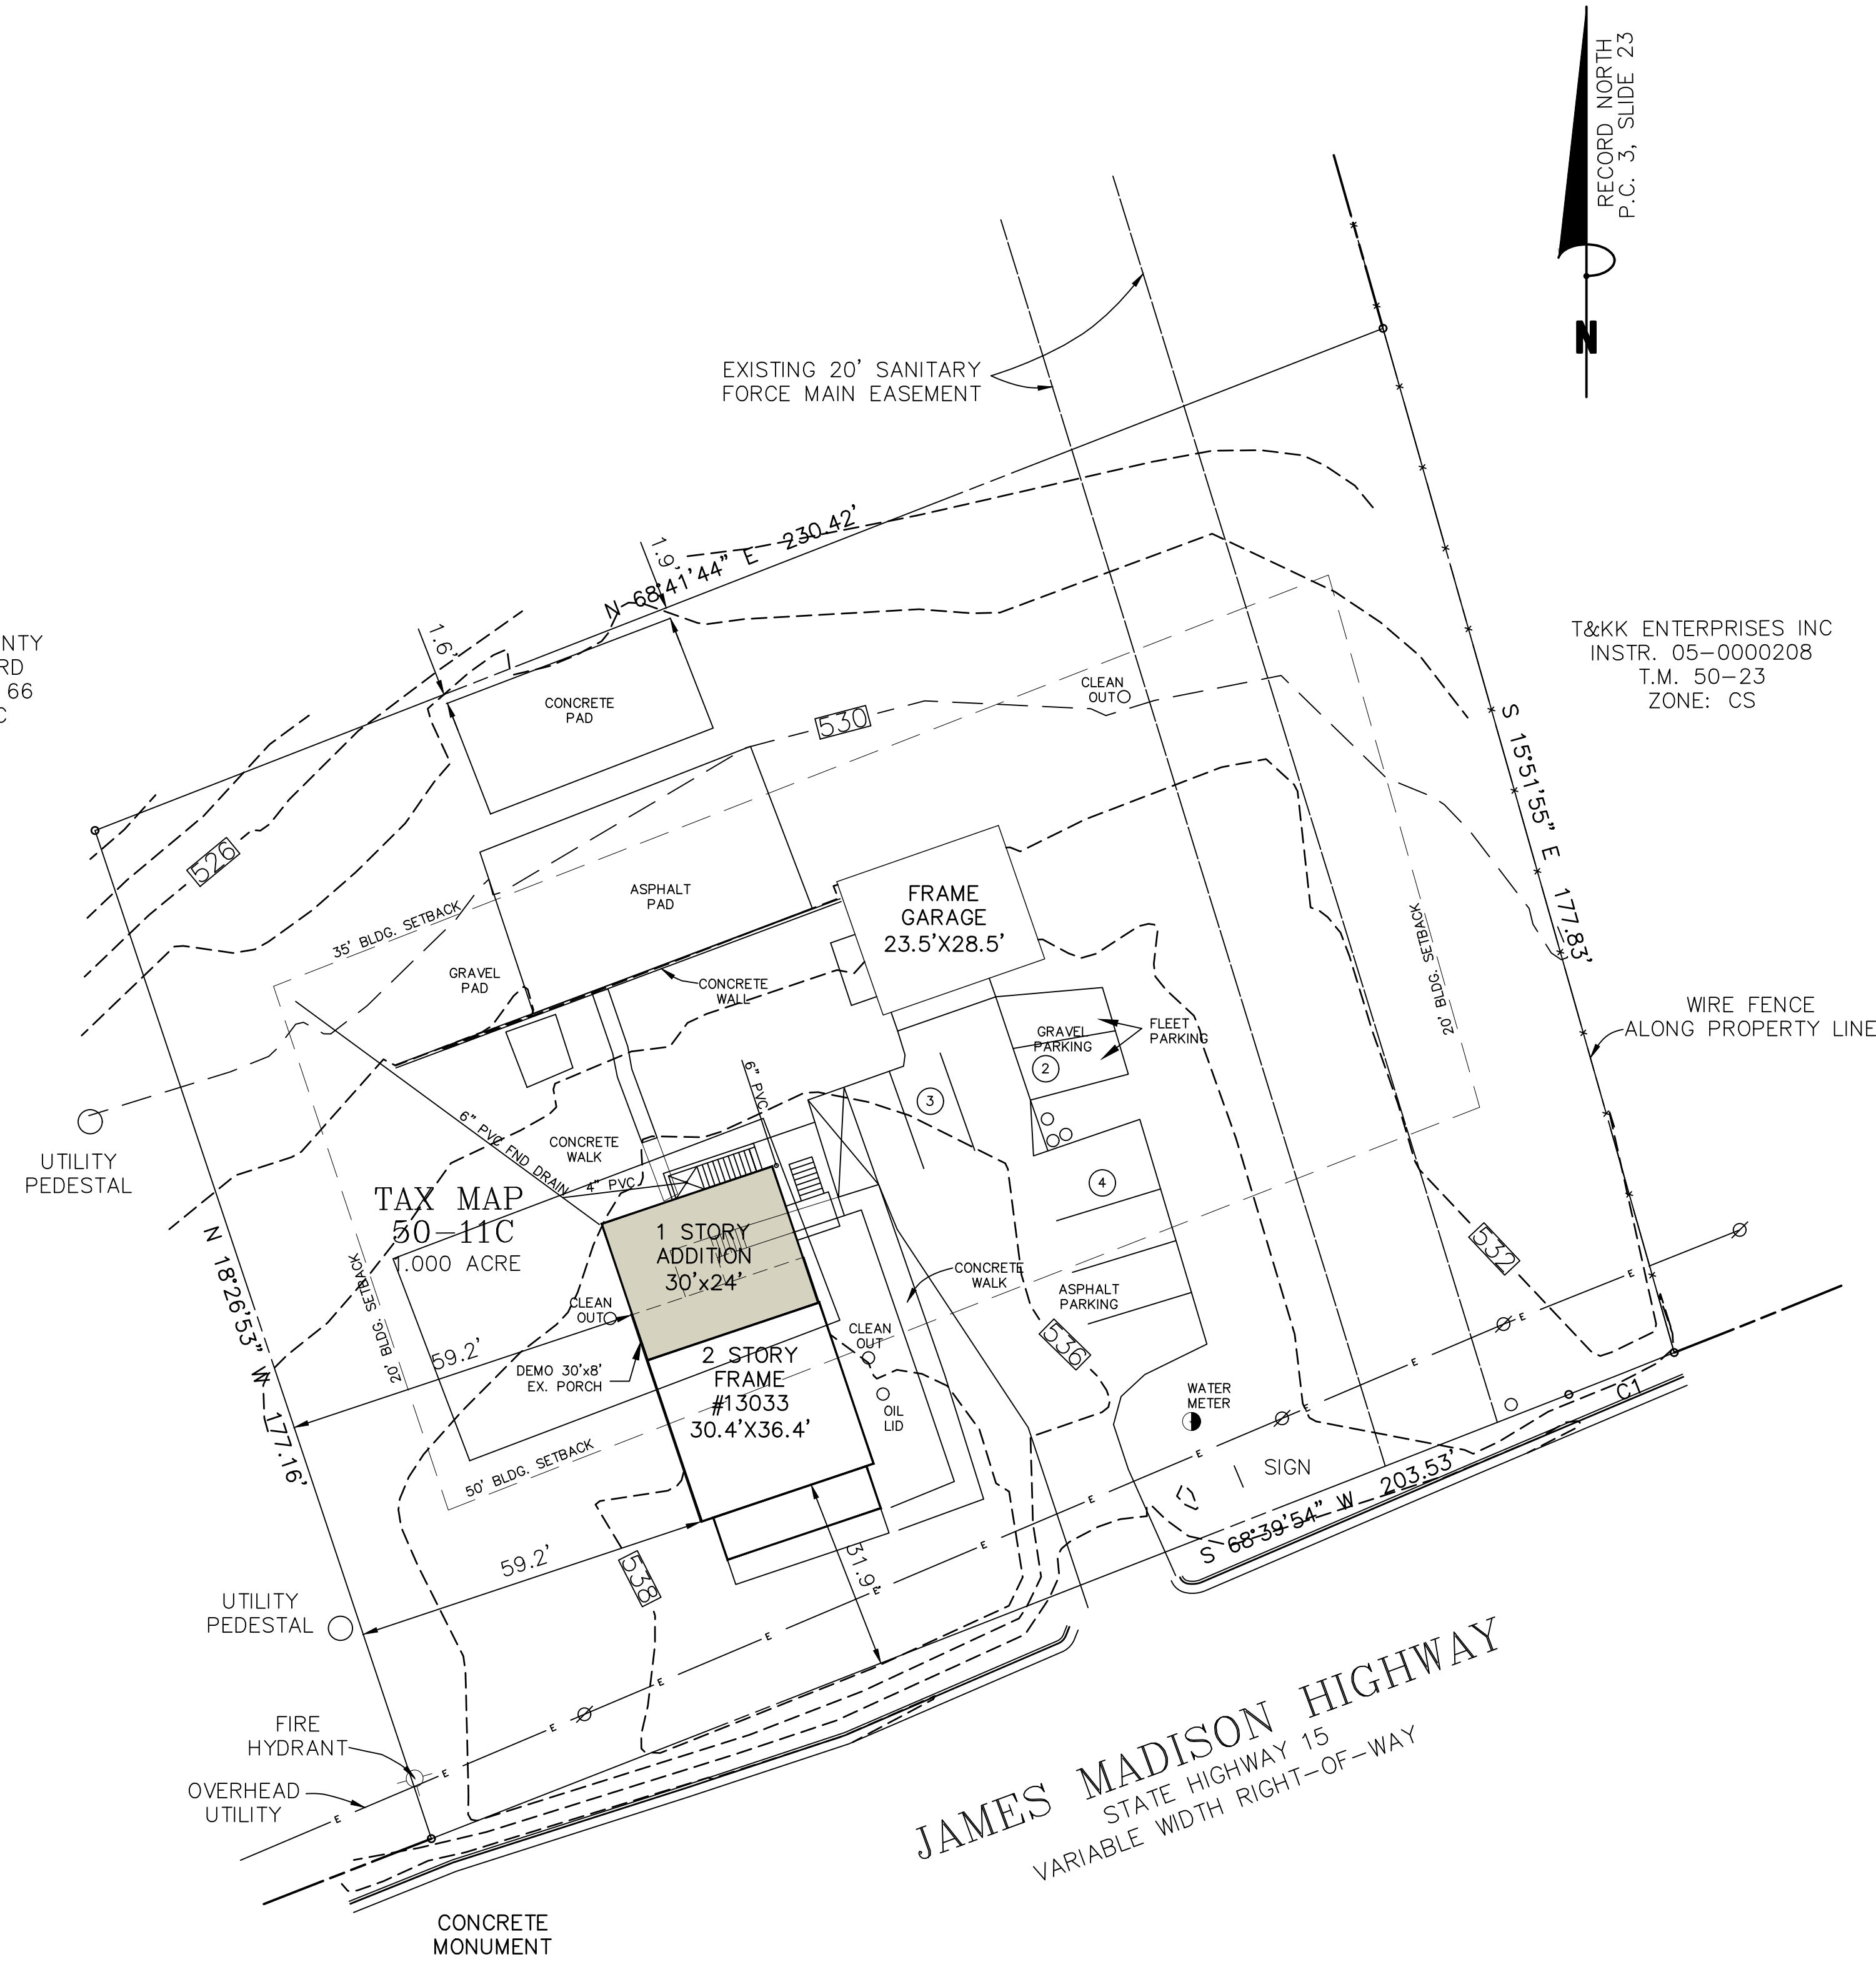 RECORD NORTH
P.C. 3, SLIDE 23
N
EXISTING 20' SANITARY
FORCE MAIN EASEMENT
N 68°41'44" E 230.42'
1.9'
1.6'
NTY
RD
66
C
T&KK ENTERPRISES INC
INSTR. 05-0000208
T.M. 50-23
ZONE: CS
CONCRETE
PAD
CLEAN
OUT
530
S 15°51'55" E 177.83'
526
ASPHALT
PAD
FRAME
GARAGE
23.5'X28.5'
35' BLDG. SETBACK
20' BLDG. SETBACK
GRAVEL
PAD
CONCRETE
WALL
WIRE FENCE
ALONG PROPERTY LINE
GRAVEL
PARKING
FLEET
PARKING
2
3
6" PVC
6" PVC FND DRAIN
CONCRETE
WALK
4" PVC
UTILITY
PEDESTAL
TAX MAP
50-11C
1.000 ACRE
4
1 STORY
ADDITION
30'x24'
532
N 18°26'53" W 177.16'
20' BLDG. SETBACK
CONCRETE
WALK
ASPHALT
PARKING
CLEAN
OUT
CLEAN
OUT
536
59.2'
DEMO 30'x8'
EX. PORCH
2 STORY
FRAME
#13033
30.4'X36.4'
OIL
LID
WATER
METER
C1
50' BLDG. SETBACK
SIGN
S 68°39'54" W 203.53'
59.2'
538
31.9'
UTILITY
PEDESTAL
FIRE
HYDRANT
OVERHEAD
UTILITY
E
E
E
E
E
E
E
E
E
E
E
E
E
JAMES MADISON HIGHWAY
STATE HIGHWAY 15
VARIABLE WIDTH RIGHT-OF-WAY
CONCRETE
MONUMENT